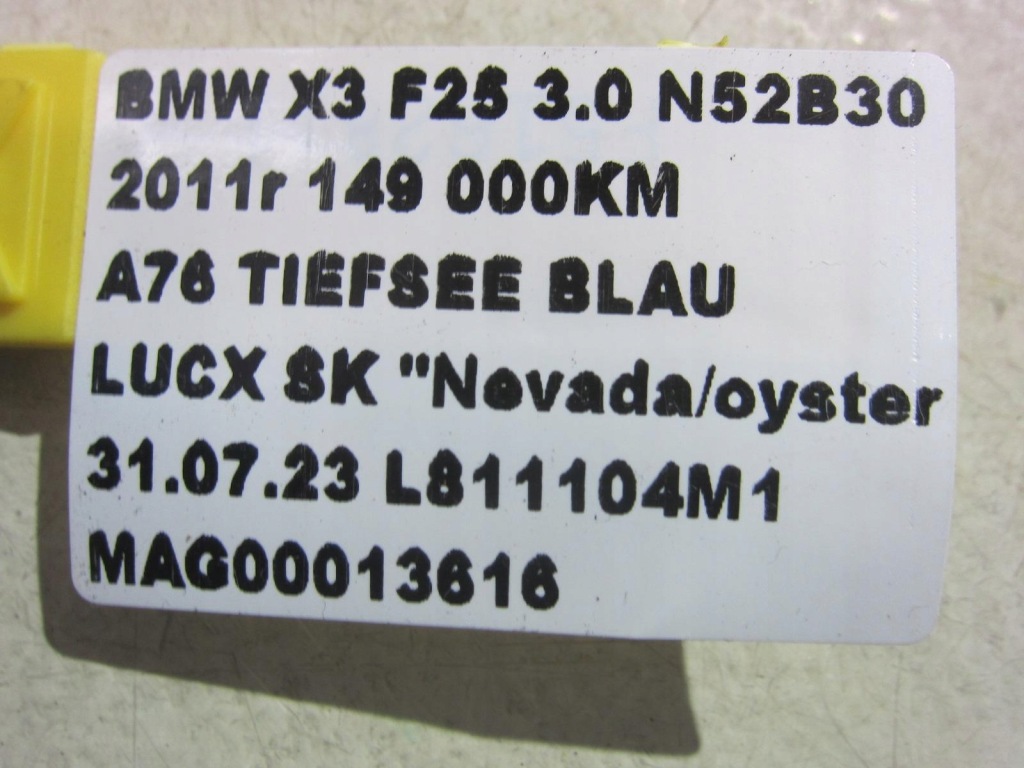 BMW X3 F25 3.0 N52B30
2011r 149 000KM
A76 TIEFSEE BLAU
LUCX SK "Nevada/oyster
31.07.23 L811104M1
MAG00013616